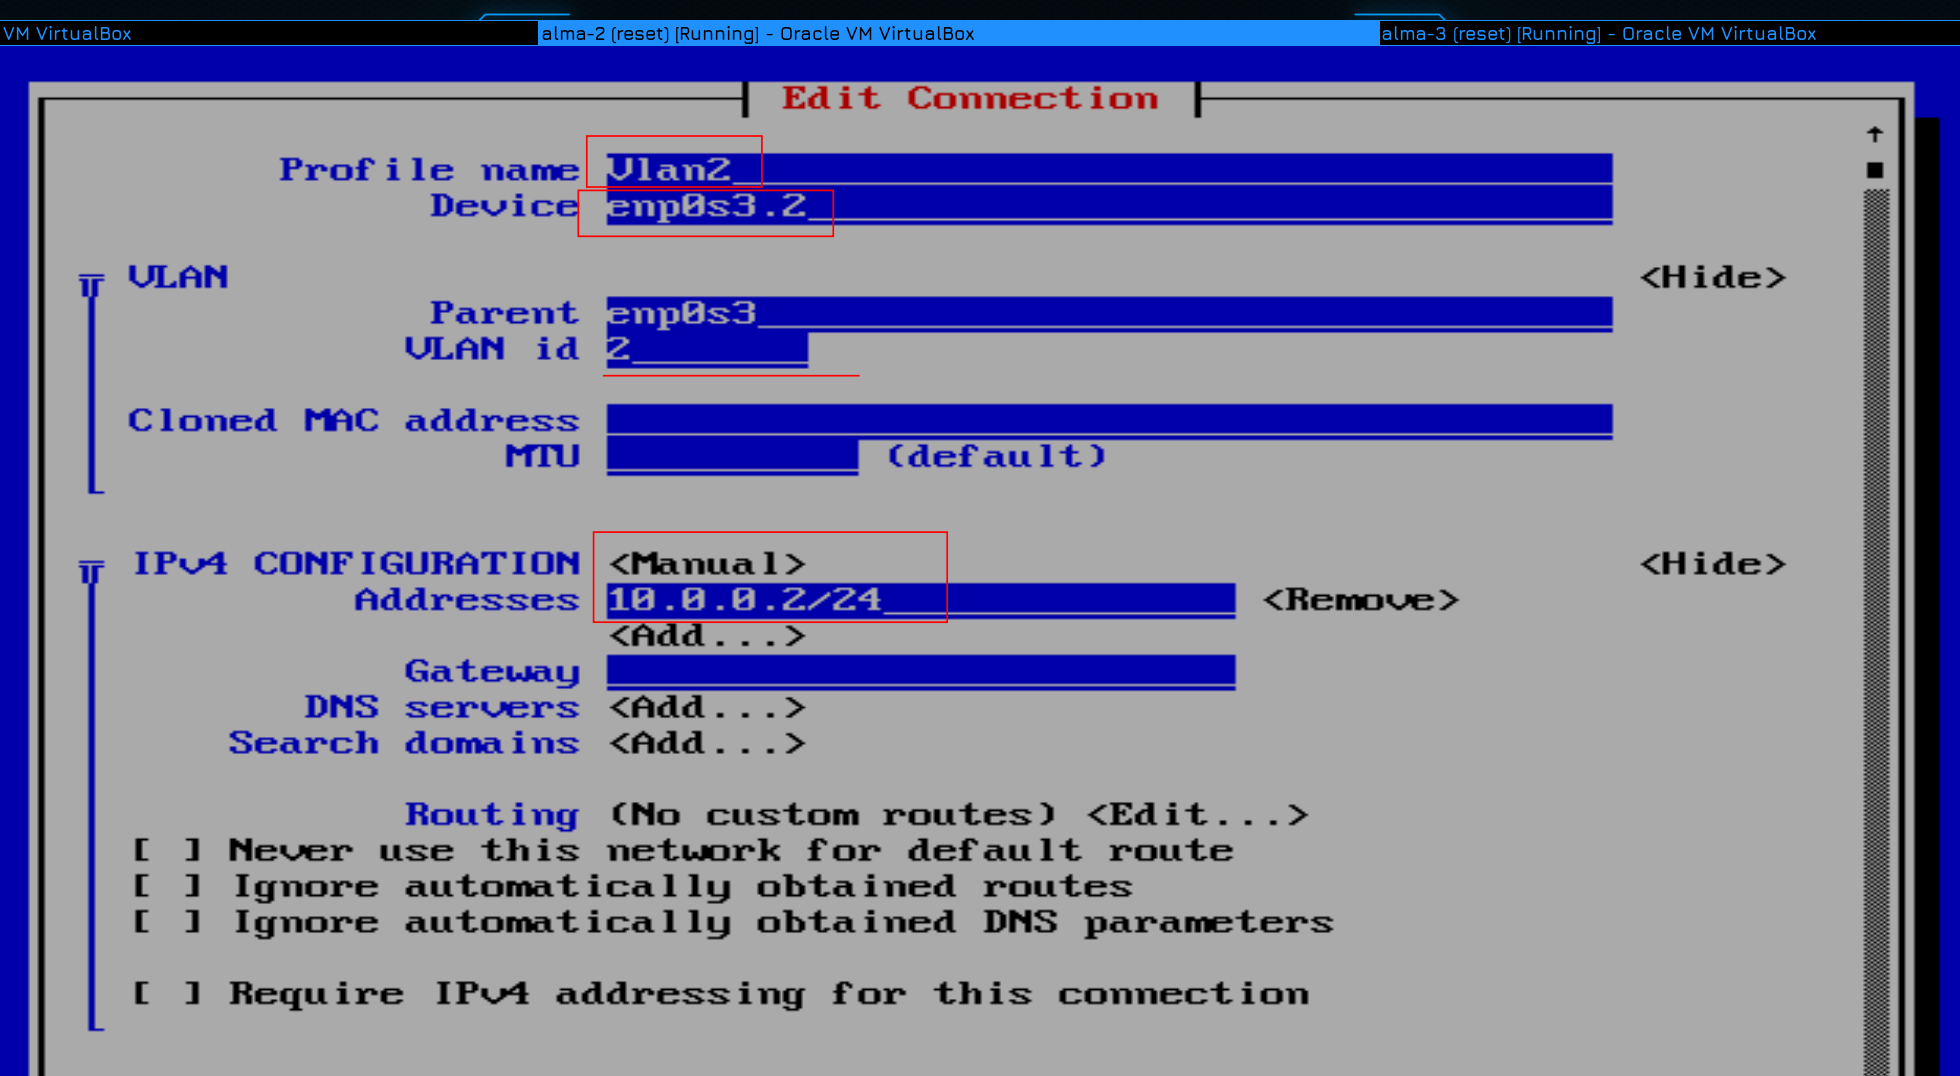 VM VirtualBox
alma-2 (reset) [Running] - Oracle VM VirtualBox
alma-3 (reset) [Running] - Oracle VM VirtualBox
Edit Connection
Profile name Vlan2
Device enp0s3.2
VLAN <Hide>
Parent enp0s3
VLAN id 2
Cloned MAC address
MTU (default)
IPv4 CONFIGURATION <Manual> <Hide>
Addresses 10.0.0.2/24 <Remove>
<Add...>
Gateway
DNS servers <Add...>
Search domains <Add...>
Routing (No custom routes) <Edit...>
[ ] Never use this network for default route
[ ] Ignore automatically obtained routes
[ ] Ignore automatically obtained DNS parameters
[ ] Require IPv4 addressing for this connection